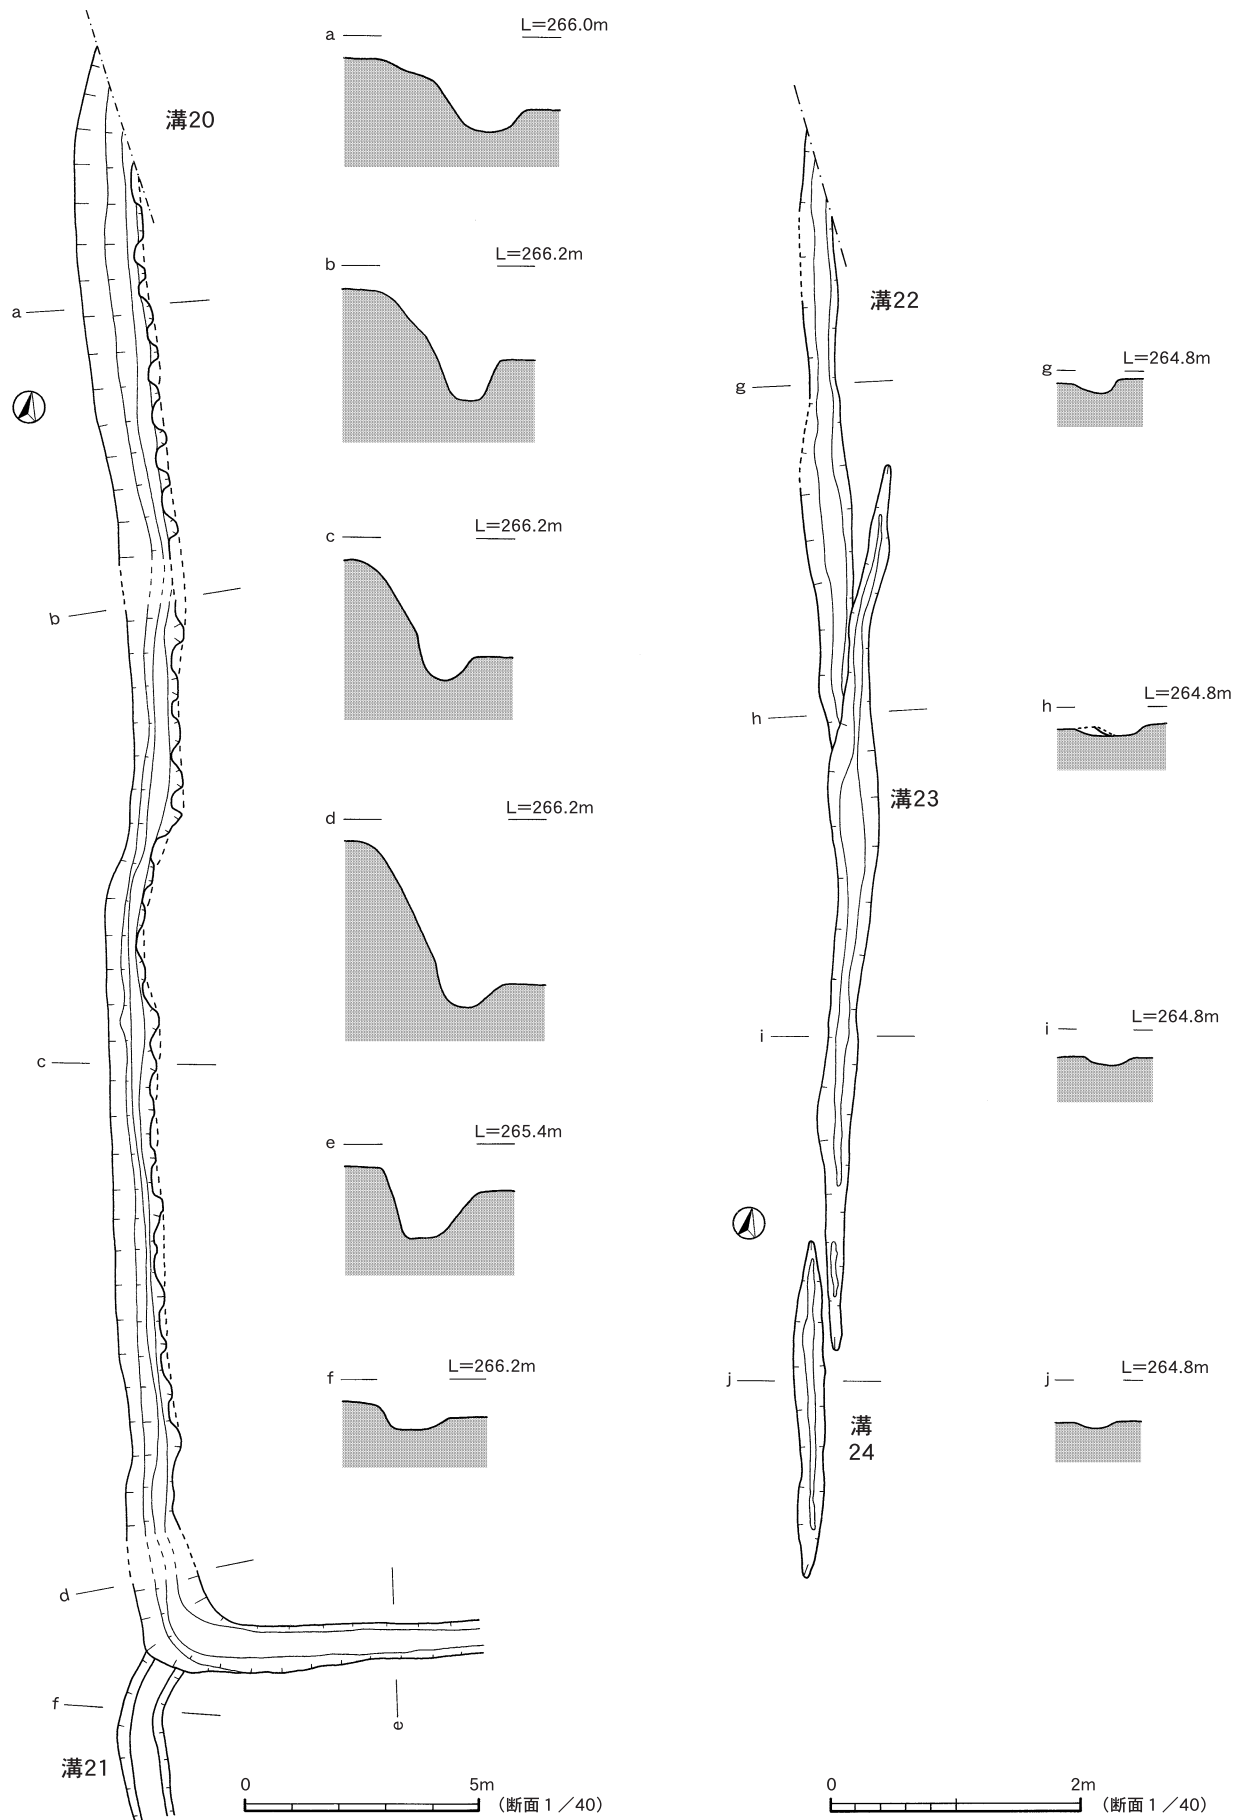 溝20
a
b
c
d
e
f
溝21
a L=266.0m
b L=266.2m
c L=266.2m
d L=266.2m
e L=265.4m
f L=266.2m
0 5m
(断面1/40)
溝22
g
h
溝23
i
j
溝
24
g L=264.8m
h L=264.8m
i L=264.8m
j L=264.8m
0 2m
(断面1/40)